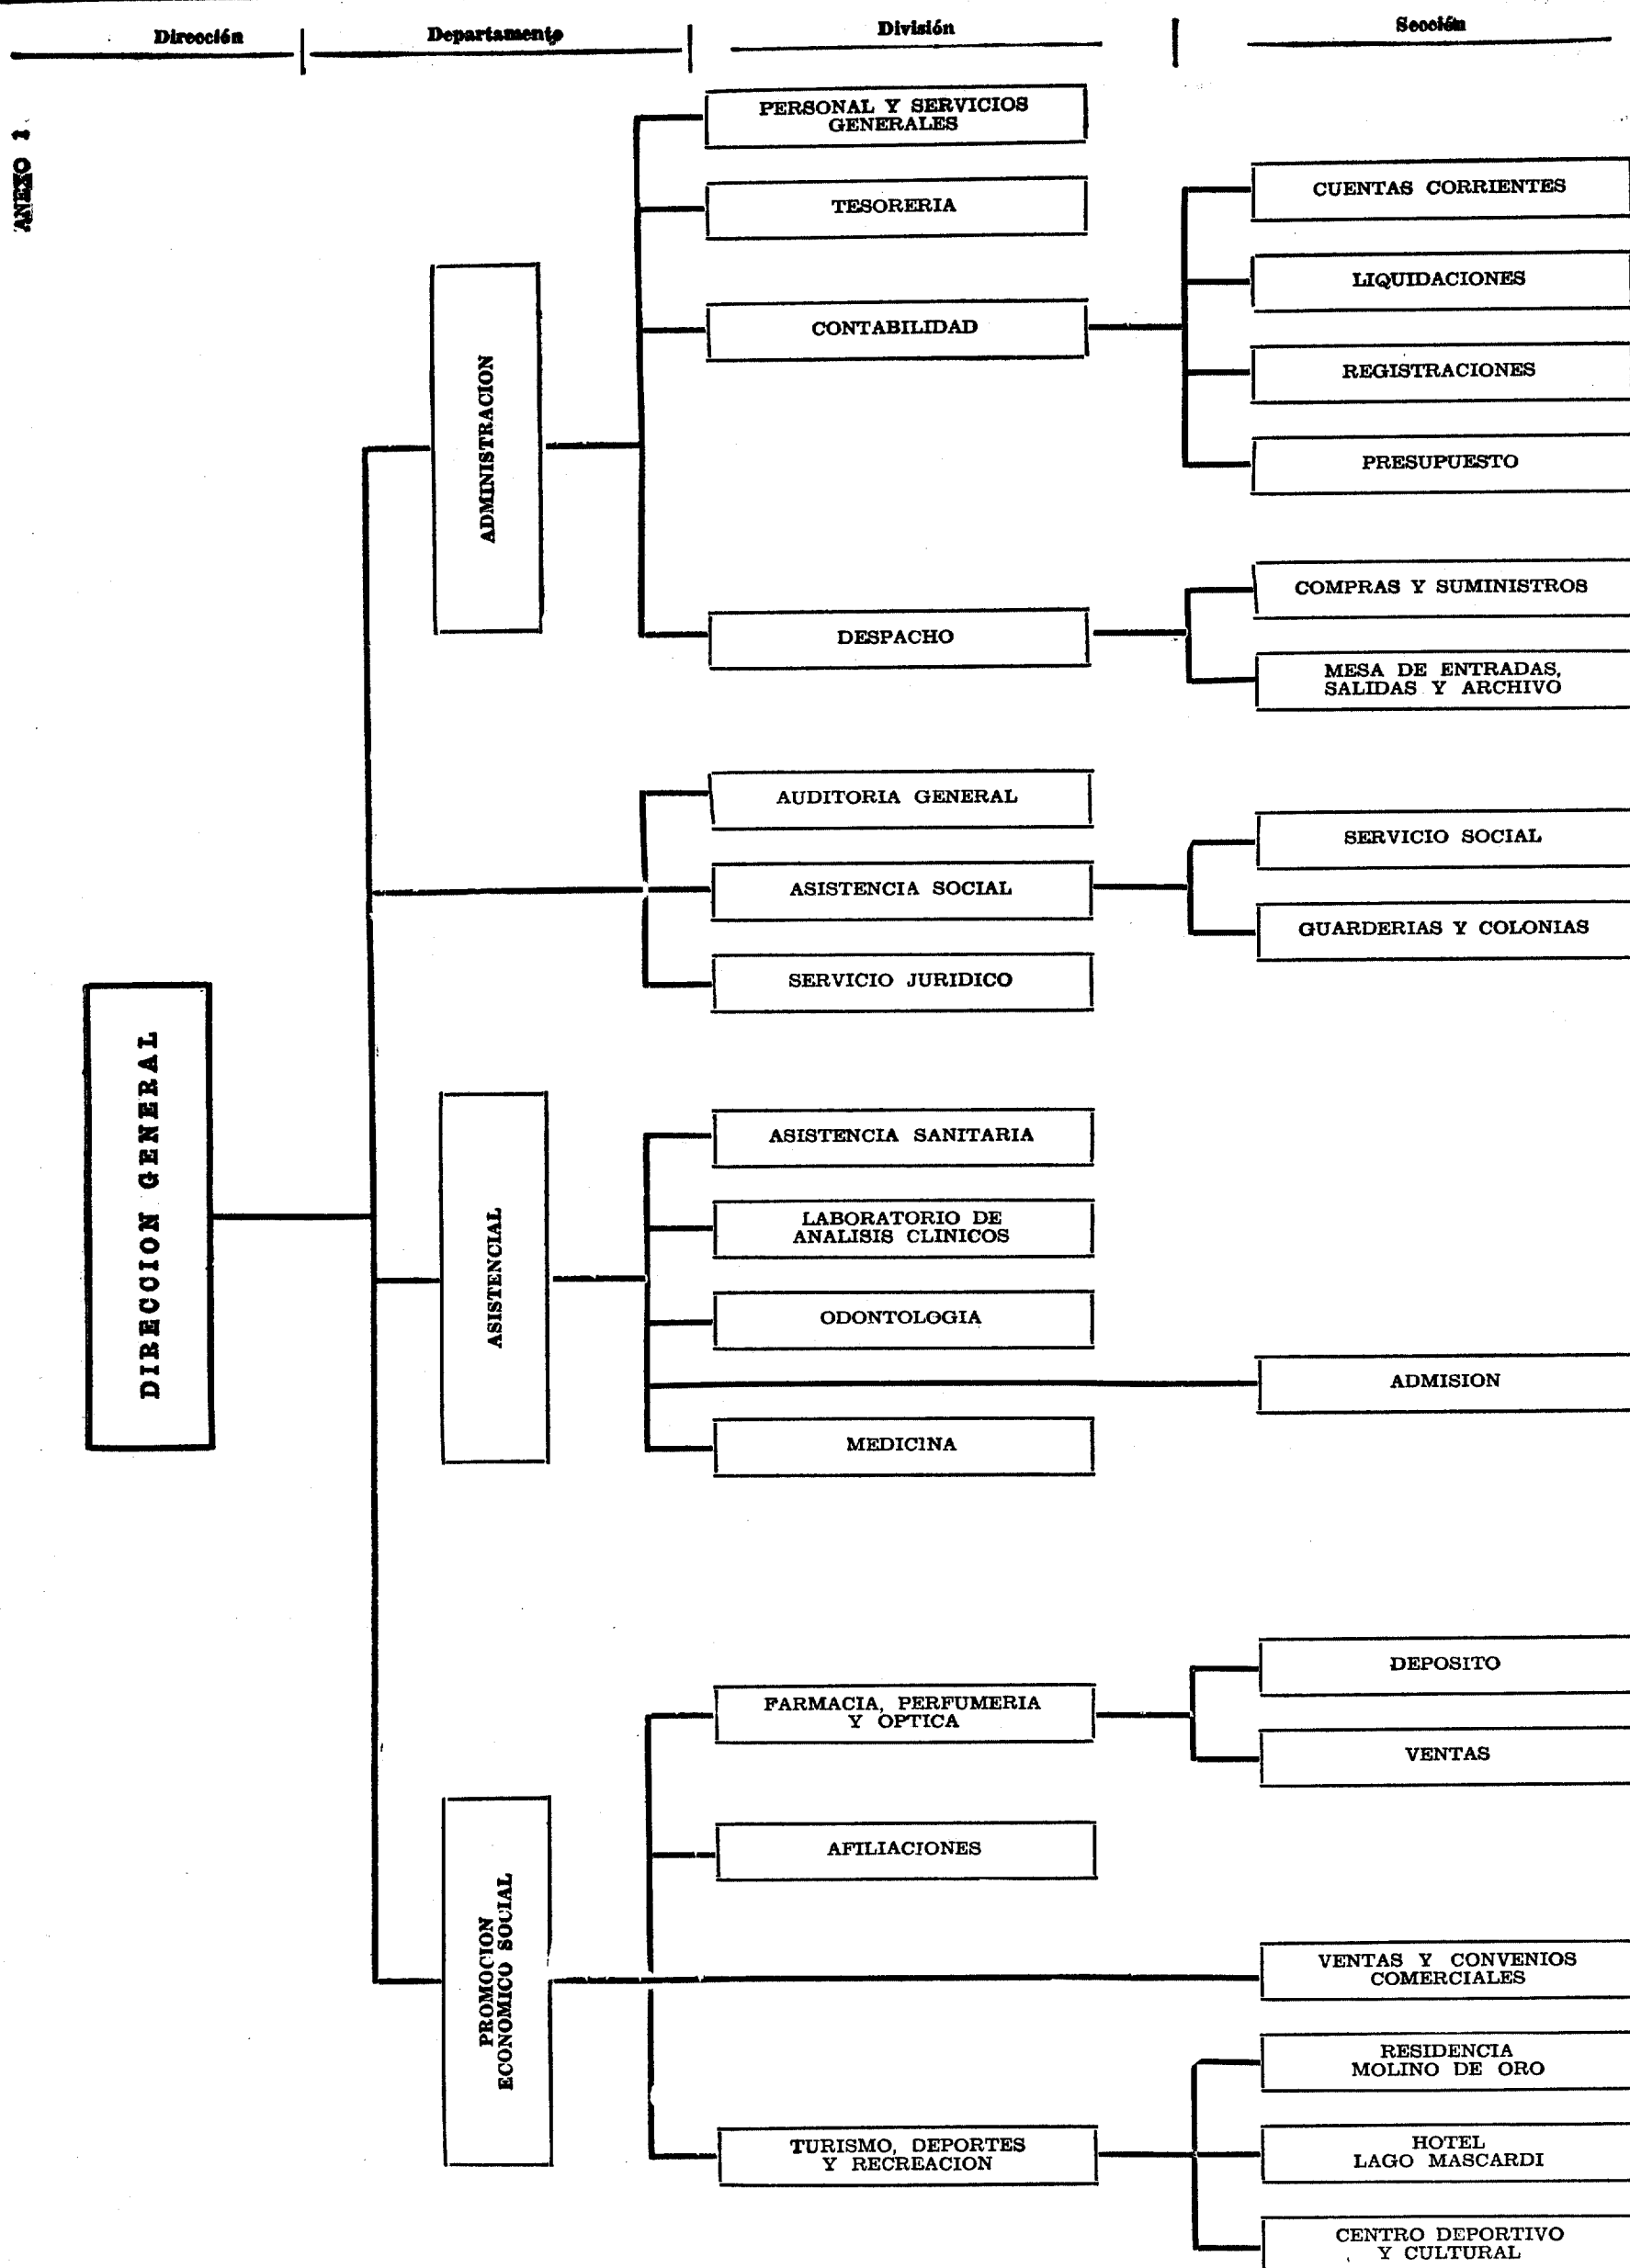 Dirección
Departamento
División
Sección
ANEXO 1
PERSONAL Y SERVICIOS
GENERALES
TESORERIA
CONTABILIDAD
CUENTAS CORRIENTES
LIQUIDACIONES
REGISTRACIONES
PRESUPUESTO
ADMINISTRACION
DESPACHO
COMPRAS Y SUMINISTROS
MESA DE ENTRADAS,
SALIDAS Y ARCHIVO
AUDITORIA GENERAL
ASISTENCIA SOCIAL
SERVICIO JURIDICO
SERVICIO SOCIAL
GUARDERIAS Y COLONIAS
DIRECCION GENERAL
ASISTENCIAL
ASISTENCIA SANITARIA
LABORATORIO DE
ANALISIS CLINICOS
ODONTOLOGIA
ADMISION
MEDICINA
PROMOCION
ECONOMICO SOCIAL
FARMACIA, PERFUMERIA
Y OPTICA
DEPOSITO
VENTAS
AFILIACIONES
VENTAS Y CONVENIOS
COMERCIALES
TURISMO, DEPORTES
Y RECREACION
RESIDENCIA
MOLINO DE ORO
HOTEL
LAGO MASCARDI
CENTRO DEPORTIVO
Y CULTURAL